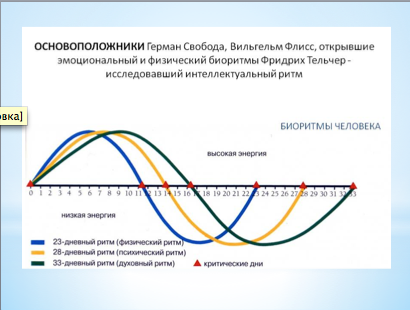 ОСНОВОПОЛОЖНИКИ Герман Свобода, Вильгельм Флисс, открывшие
эмоциональный и физический биоритмы Фридрих Тельчер -
исследовавший интеллектуальный ритм
овка]
БИОРИТМЫ ЧЕЛОВЕКА
высокая энергия
0 1 2 3 4 5 6 7 8 9 10 11 12 13 14 15 16 17 18 19 20 21 22 23 24 25 26 27 28 29 30 31 32 33
низкая энергия
23-дневный ритм (физический ритм)
28-дневный ритм (психический ритм)
33-дневный ритм (духовный ритм) критические дни